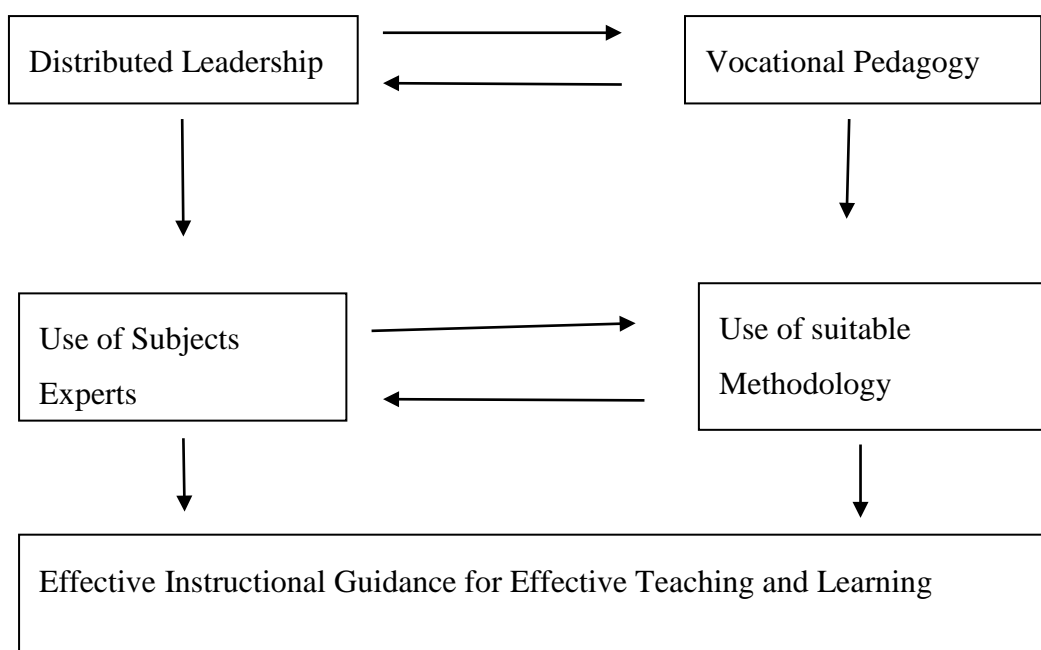 Distributed Leadership
Vocational Pedagogy
Use of Subjects
Experts
Use of suitable
Methodology
Effective Instructional Guidance for Effective Teaching and Learning